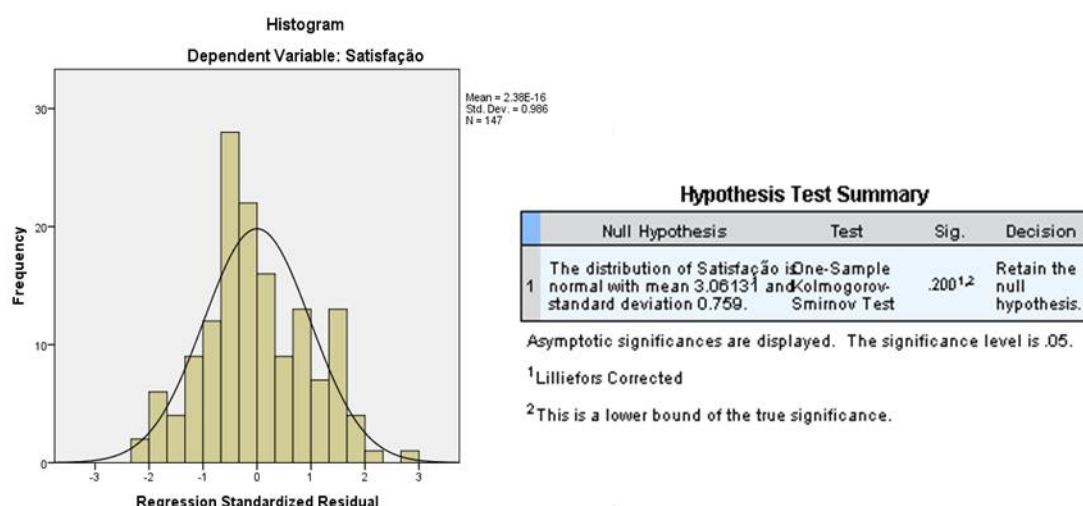 Histogram
Dependent Variable: Satisfação
Mean = 2.38E-16
Std. Dev. = 0.986
N = 147
30
20
10
0
Frequency
-3 -2 -1 0 1 2 3
Regression Standardized Residual
Hypothesis Test Summary
Null Hypothesis Test Sig. Decision
1
The distribution of Satisfação is One-Sample Retain the
normal with mean 3.06131 and Kolmogorov- .200¹,² null
standard deviation 0.759. Smirnov Test hypothesis.
Asymptotic significances are displayed. The significance level is .05.
¹Lilliefors Corrected
²This is a lower bound of the true significance.